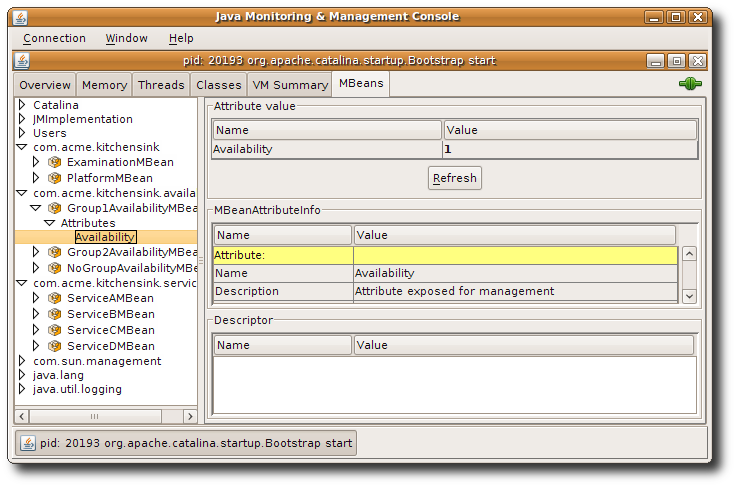 Java Monitoring & Management Console
Connection Window Help
pid: 20193 org.apache.catalina.startup.Bootstrap start
Overview Memory Threads Classes VM Summary MBeans
Catalina
JMImplementation
Users
com.acme.kitchensink
ExaminationMBean
PlatformMBean
com.acme.kitchensink.availa
Group1AvailabilityMBea
Attributes
Availability
Group2AvailabilityMBea
NoGroupAvailabilityMBe
com.acme.kitchensink.servic
ServiceAMBean
ServiceBMBean
ServiceCMBean
ServiceDMBean
com.sun.management
java.lang
java.util.logging
Attribute value
Name Value
Availability 1
Refresh
MBeanAttributeInfo
Name Value
Attribute:
Name Availability
Description Attribute exposed for management
Descriptor
Name Value
pid: 20193 org.apache.catalina.startup.Bootstrap start